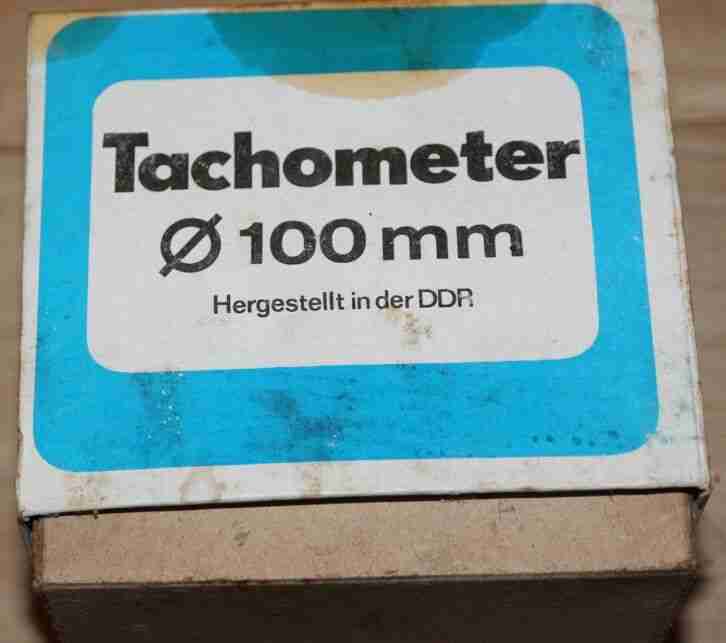 Tachometer
Ø 100 mm
Hergestellt in der DDR